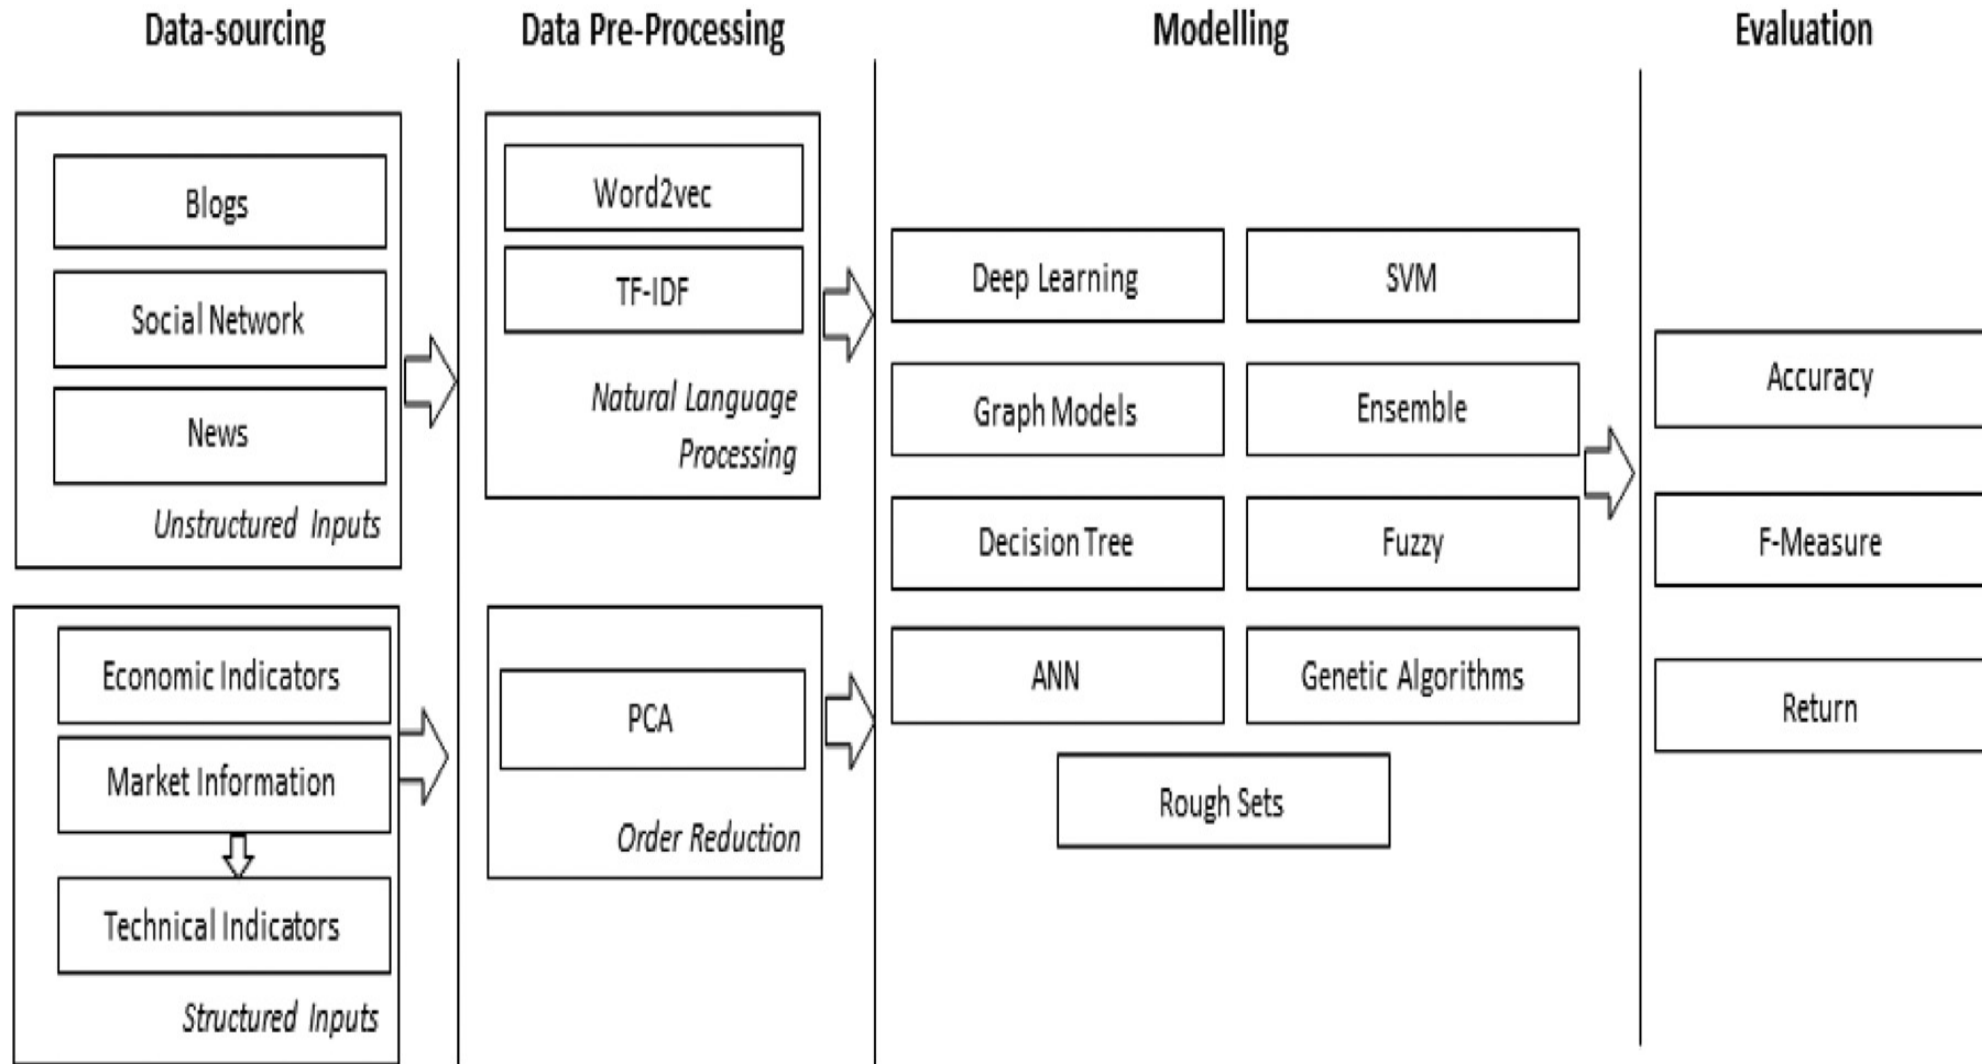 Data-sourcing
Data Pre-Processing
Modelling
Evaluation
Blogs
Social Network
News
Unstructured Inputs
Economic Indicators
Market Information
Technical Indicators
Structured Inputs
Word2vec
TF-IDF
Natural Language
Processing
PCA
Order Reduction
Deep Learning
SVM
Graph Models
Ensemble
Decision Tree
Fuzzy
ANN
Genetic Algorithms
Rough Sets
Accuracy
F-Measure
Return